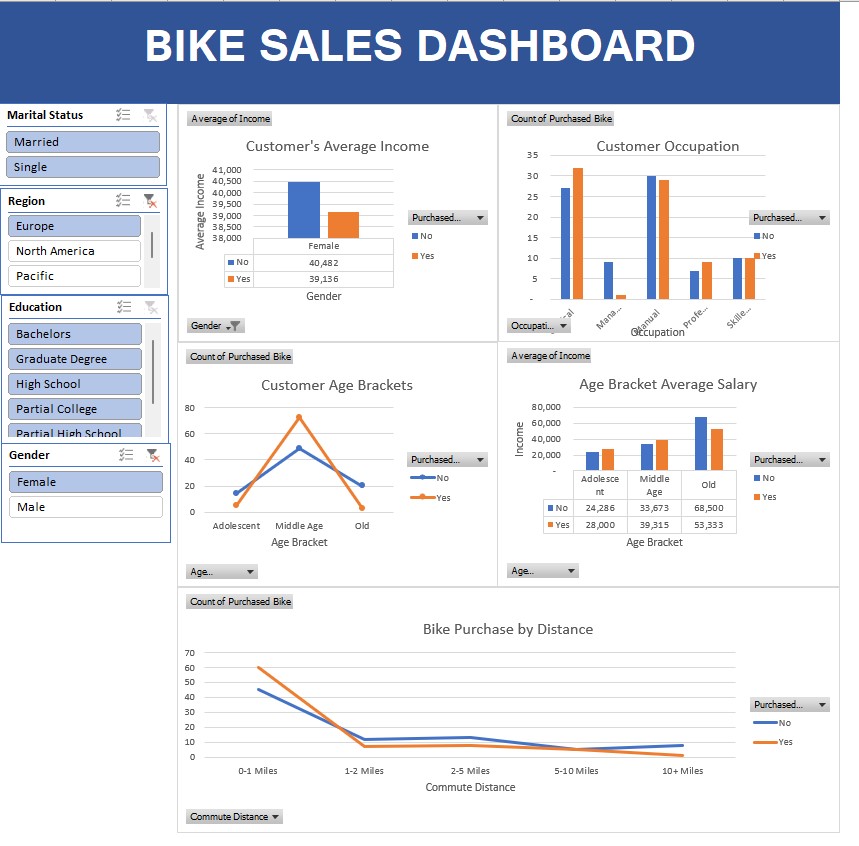 BIKE SALES DASHBOARD
Marital Status
Married
Single
Region
Europe
North America
Pacific
Education
Bachelors
Graduate Degree
High School
Partial College
Partial High School
Gender
Female
Male
Average of Income
Customer's Average Income
Average Income
41,000
40,500
40,000
39,500
39,000
38,500
38,000
Female
No 40,482
Yes 39,136
Gender
Purchased...
No
Yes
Gender
Count of Purchased Bike
Customer Occupation
35
30
25
20
15
10
5
-
Mana...
Manual
Profe...
Skille...
Occupation
Purchased...
No
Yes
Occupati...
Count of Purchased Bike
Customer Age Brackets
80
60
40
20
0
Adolescent Middle Age Old
Age Bracket
Purchased...
No
Yes
Age...
Average of Income
Age Bracket Average Salary
Income
80,000
60,000
40,000
20,000
-
Adolesce Middle Old
nt Age
No 24,286 33,673 68,500
Yes 28,000 39,315 53,333
Age Bracket
Purchased...
No
Yes
Age...
Count of Purchased Bike
Bike Purchase by Distance
70
60
50
40
30
20
10
0
0-1 Miles 1-2 Miles 2-5 Miles 5-10 Miles 10+ Miles
Commute Distance
Purchased...
No
Yes
Commute Distance